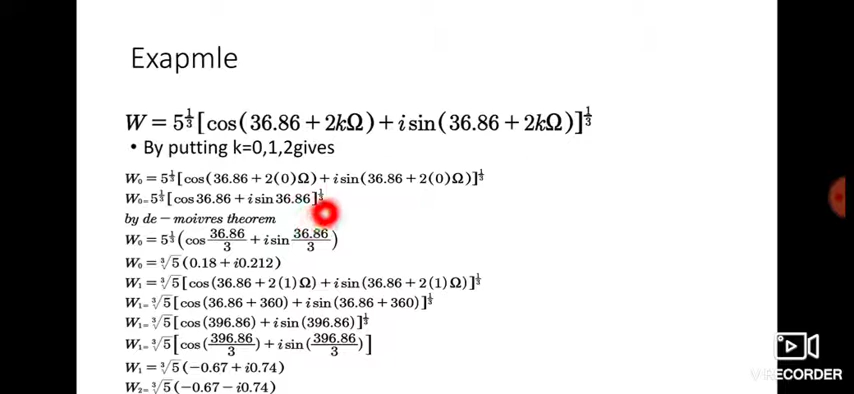 Exapmle
W = 5^{1/3}[cos(36.86 + 2kΩ) + i sin(36.86 + 2kΩ)]^{1/3}
• By putting k=0,1,2gives
W₀ = 5^{1/3}[cos(36.86 + 2(0)Ω) + i sin(36.86 + 2(0)Ω]^{1/3}
W₀₌5^{1/3}[cos36.86 + i sin36.86]^{1/3}
by de − moivres theorem
W₀ = 5^{1/3}(cos 36.86/3 + i sin 36.86/3)
W₀ = ∛5(0.18 + i0.212)
W₁ = ∛5[cos(36.86 + 2(1)Ω) + i sin(36.86 + 2(1)Ω)]^{1/3}
W₁₌ ∛5[cos(36.86 + 360) + i sin(36.86 + 360)]^{1/3}
W₁₌ ∛5[cos(396.86) + i sin(396.86)]^{1/3}
W₁₌ ∛5[cos(396.86/3) + i sin(396.86/3)]
W₁ = ∛5(−0.67 + i0.74)
W₂₌ ∛5(−0.67 − i0.74)
VIRECORDER